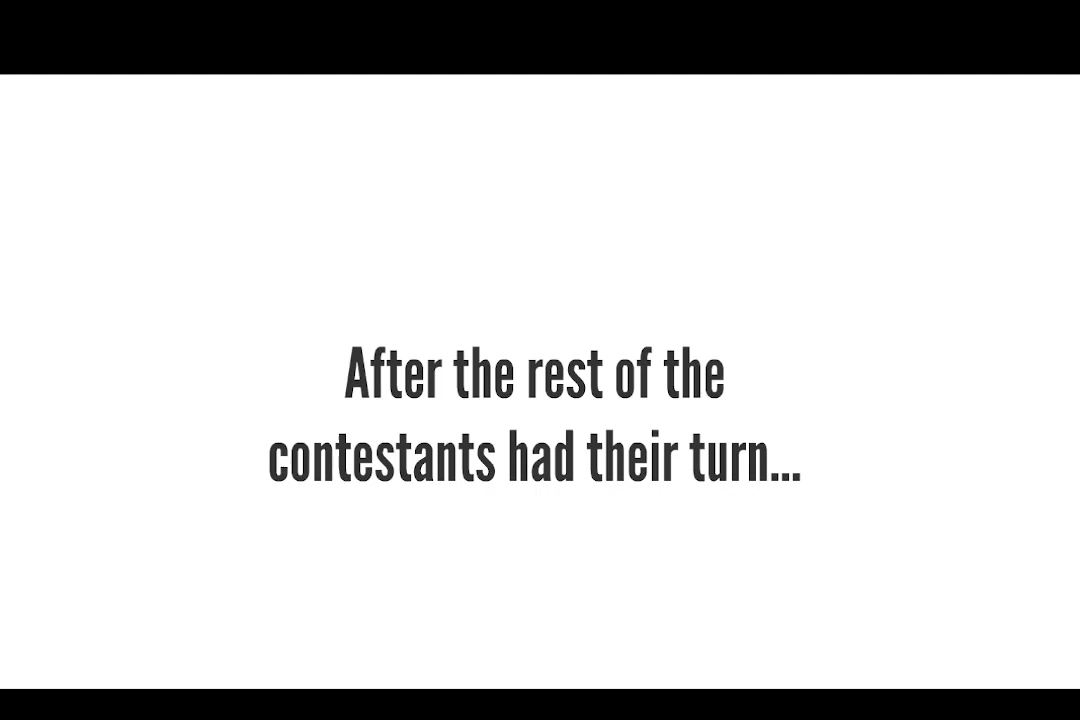 After the rest of the
contestants had their turn...